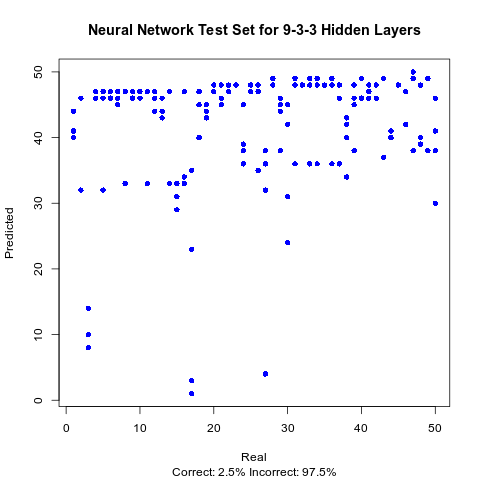 Neural Network Test Set for 9-3-3 Hidden Layers
Predicted
50
40
30
20
10
0
0 10 20 30 40 50
Real
Correct: 2.5% Incorrect: 97.5%